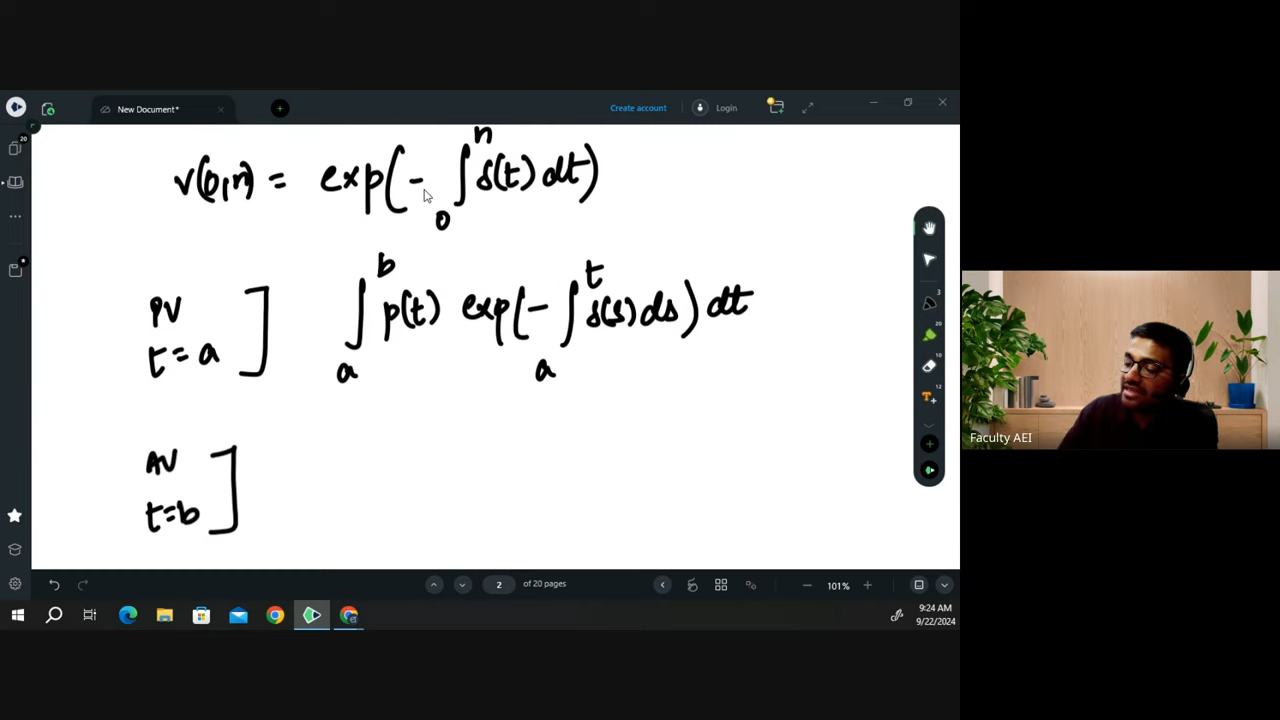 New Document*
Create account
Login
v(0,n) = exp(- ∫₀ⁿ δ(t) dt)
PV
t = a ] ∫ₐᵇ p(t) exp(- ∫ₐᵗ δ(s) ds) dt
AV
t=b ]
Faculty AEI
2 of 20 pages
101%
9:24 AM
9/22/2024